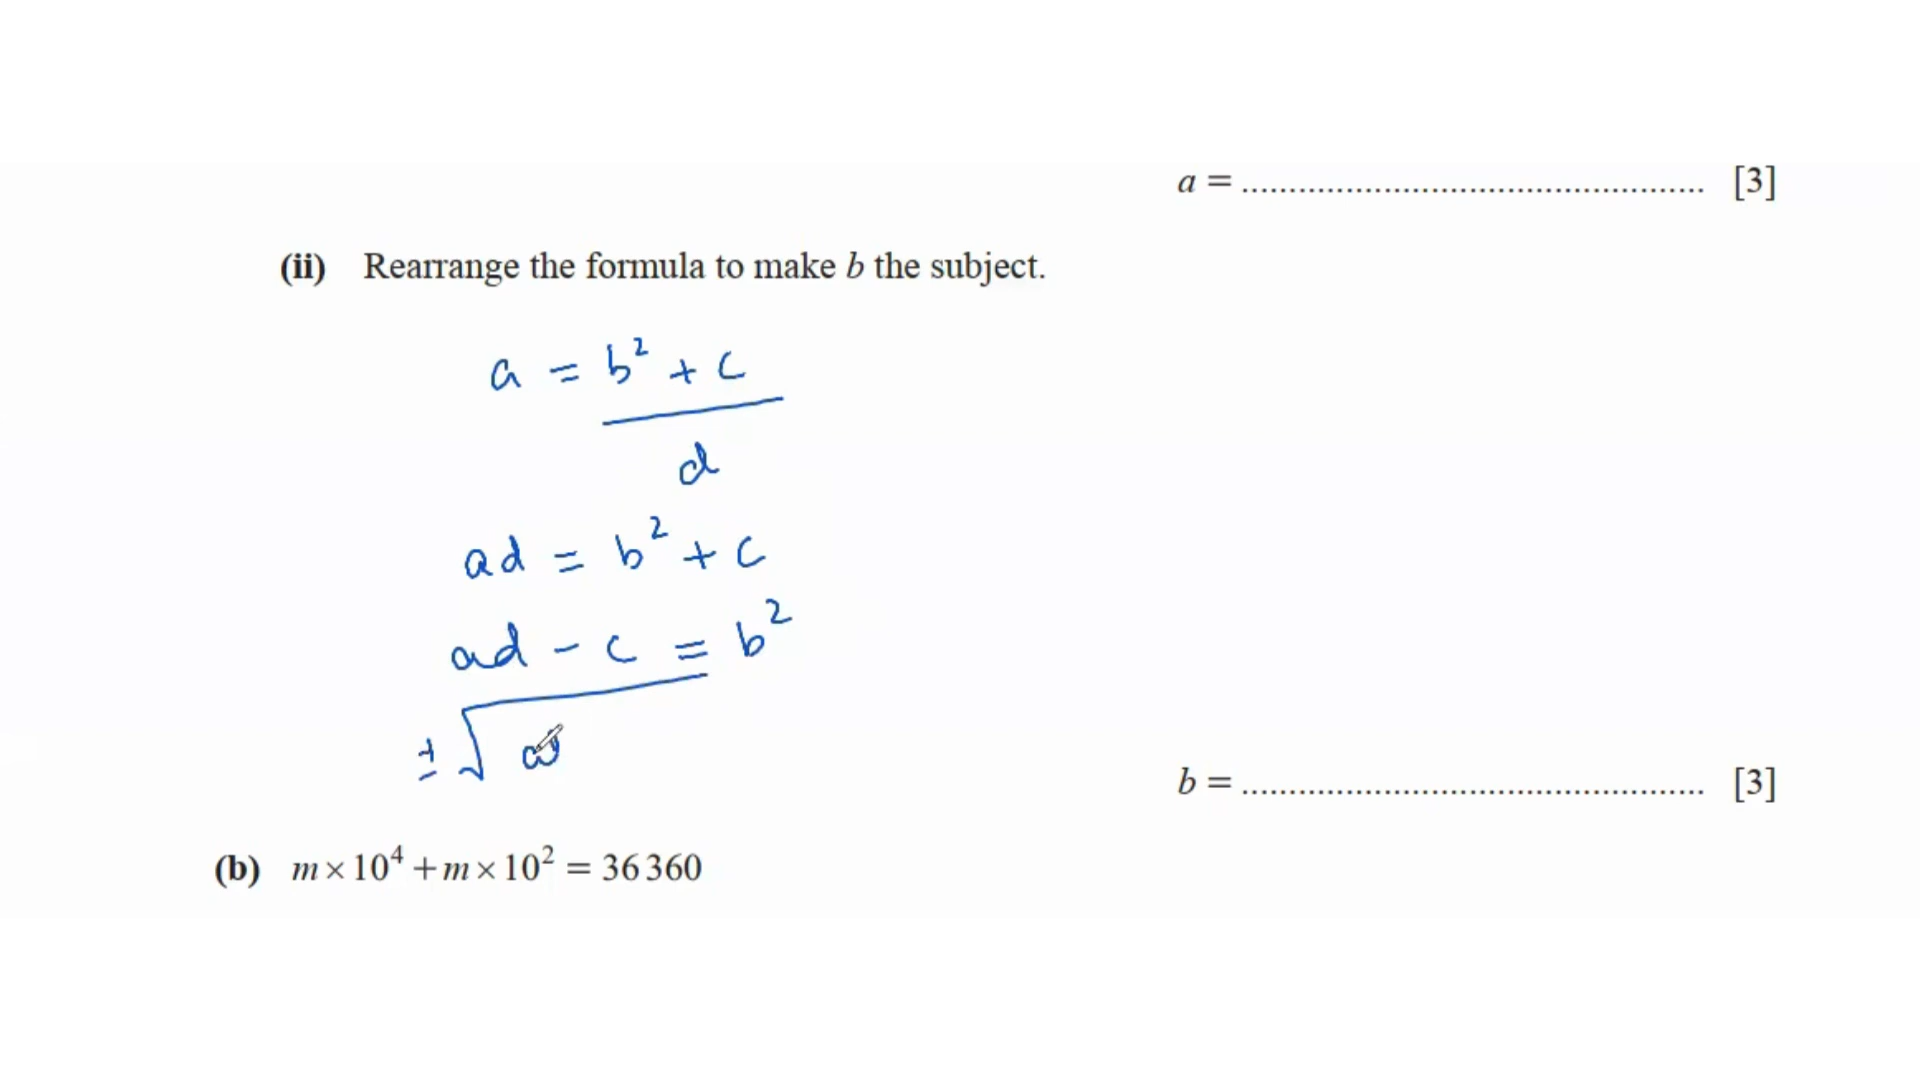 a = ................................................ [3]
(ii) Rearrange the formula to make b the subject.
a = b² + c
d
ad = b² + c
ad - c = b²
± √ a
b = ................................................ [3]
(b) m × 10⁴ + m × 10² = 36 360